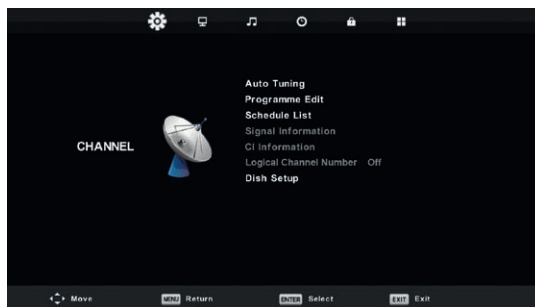 CHANNEL
Auto Tuning
Programme Edit
Schedule List
Signal Information
CI Information
Logical Channel Number Off
Dish Setup
Move MENU Return ENTER Select EXIT Exit